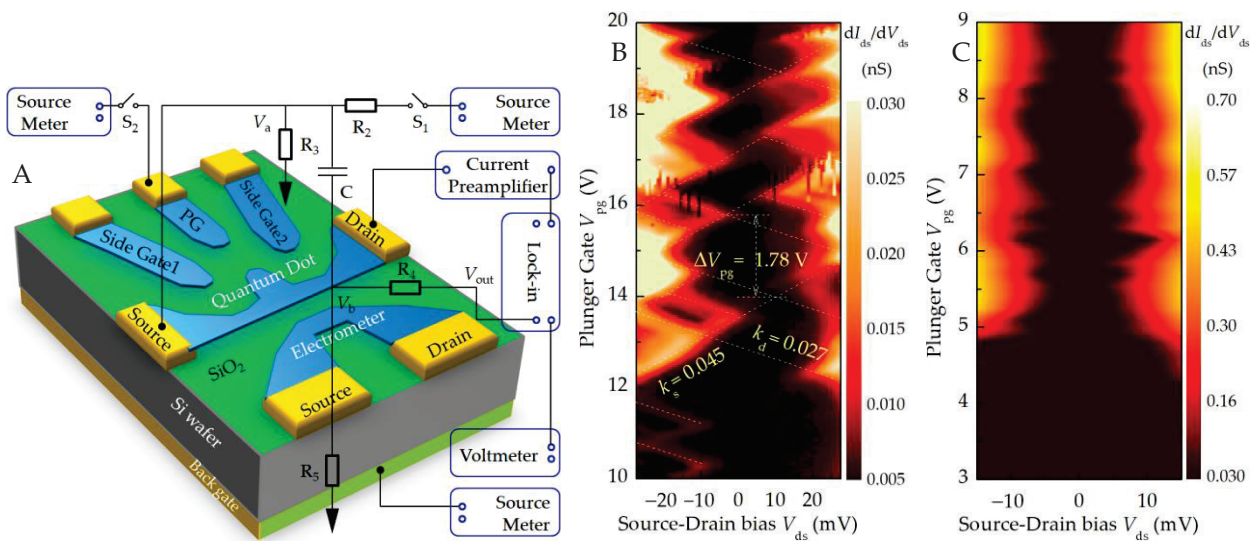 A
Source
Meter
S2
Va
R3
R2
S1
Source
Meter
C
Current
Preamplifier
Lock-in
Vout
R4
Vb
R5
Voltmeter
Source
Meter
Side Gate1
PG
Side Gate2
Drain
Quantum Dot
Source
Electrometer
Drain
Source
SiO2
Si wafer
Back gate
B
dIds/dVds
(nS)
Plunger Gate Vpg (V)
20
18
16
14
12
10
ΔVpg = 1.78 V
ks = 0.045
kd = 0.027
−20 −10 0 10 20
Source-Drain bias Vds (mV)
0.030
0.025
0.020
0.015
0.010
0.005
C
dIds/dVds
(nS)
Plunger Gate Vpg (V)
9
8
7
6
5
4
3
−10 0 10
Source-Drain bias Vds (mV)
0.70
0.57
0.43
0.30
0.16
0.030